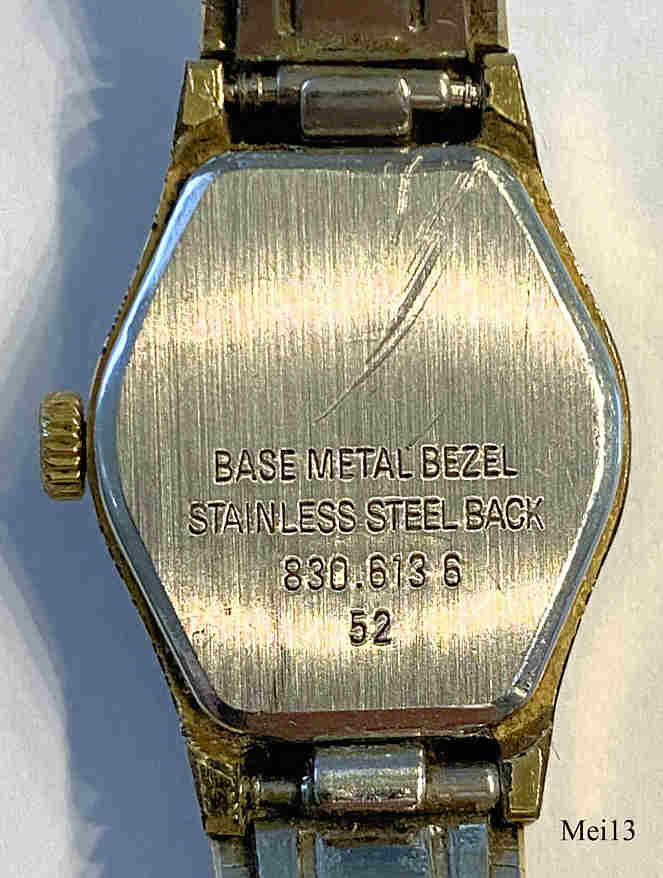 BASE METAL BEZEL
STAINLESS STEEL BACK
830.613 6
52
Mei13